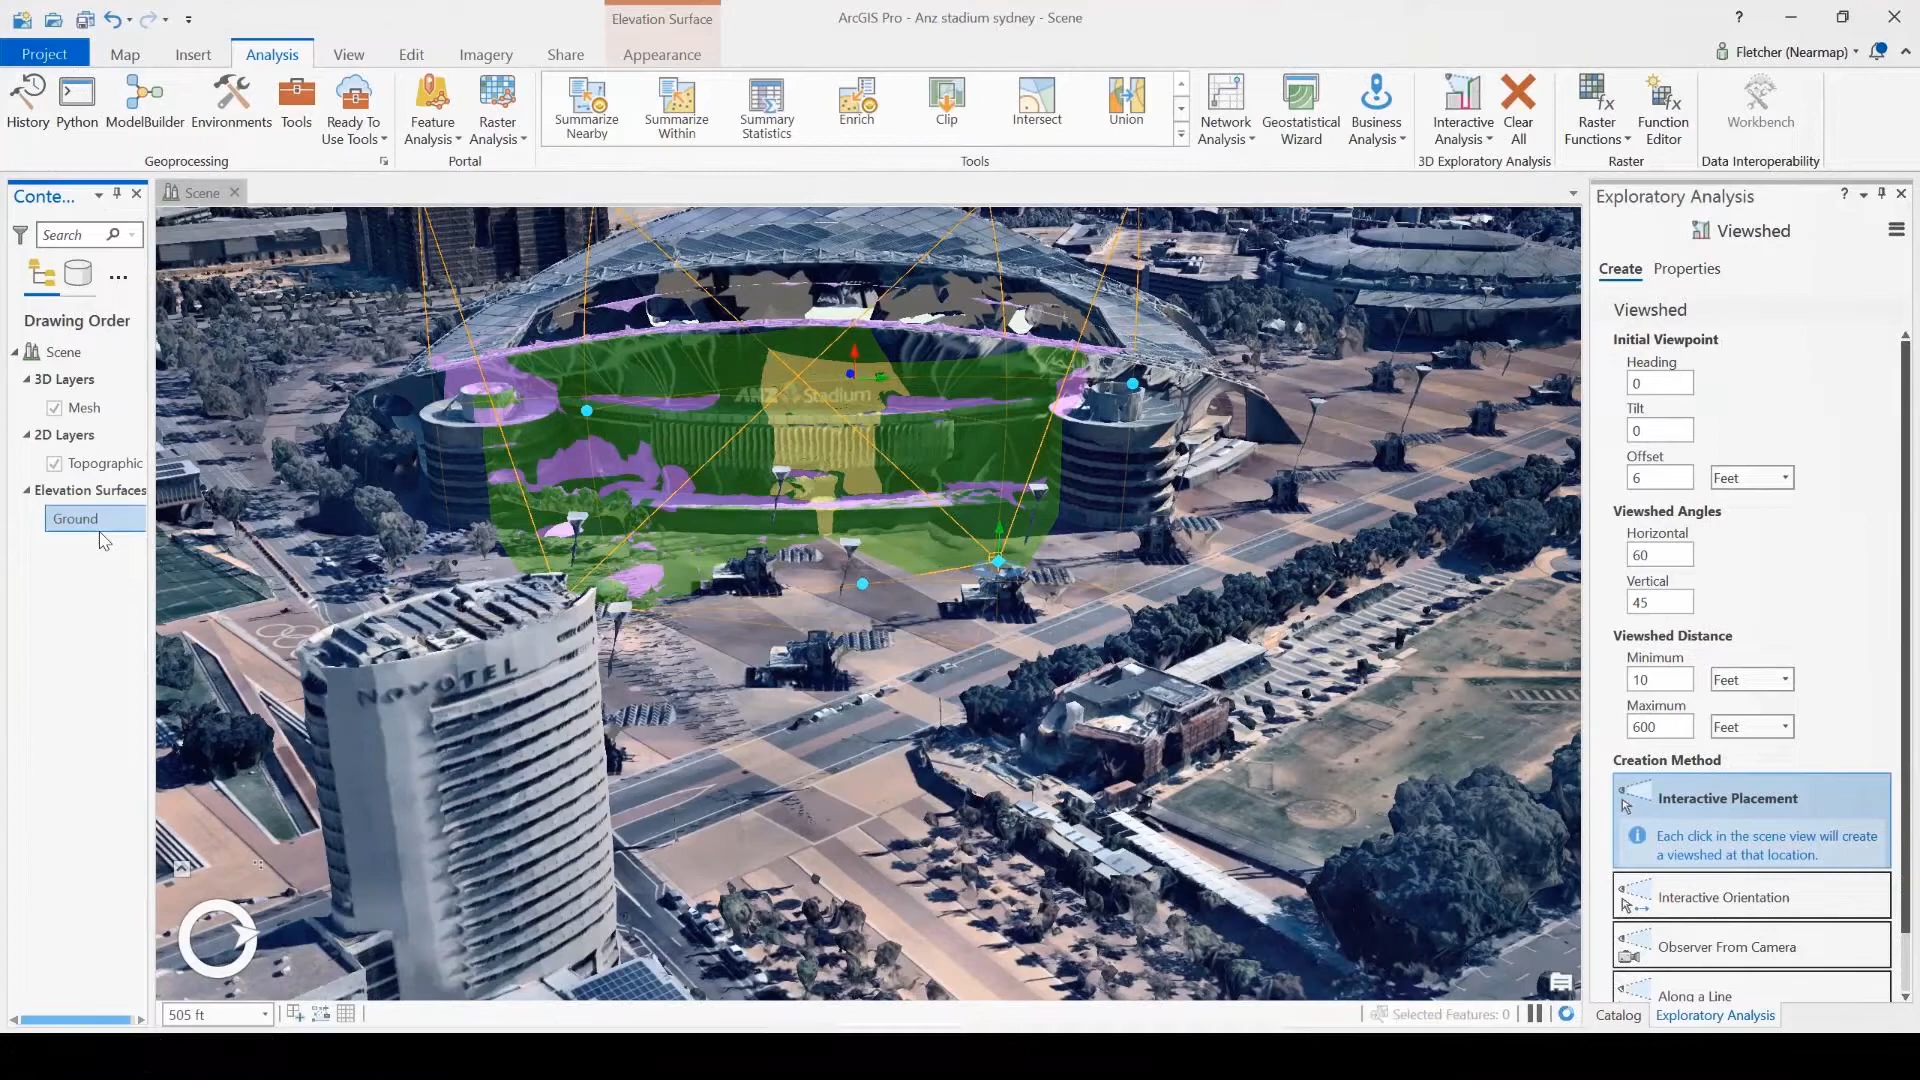 Elevation Surface
ArcGIS Pro - Anz stadium sydney - Scene
?
Project
Map
Insert
Analysis
View
Edit
Imagery
Share
Appearance
Fletcher (Nearmap)
History
Python
ModelBuilder
Environments
Tools
Ready To
Use Tools
Geoprocessing
Feature
Analysis
Raster
Analysis
Portal
Summarize
Nearby
Summarize
Within
Summary
Statistics
Enrich
Clip
Intersect
Union
Tools
Network
Analysis
Geostatistical
Wizard
Business
Analysis
Interactive
Analysis
Clear
All
3D Exploratory Analysis
Raster
Functions
Function
Editor
Raster
Workbench
Data Interoperability
Conte...
Search
Drawing Order
Scene
3D Layers
Mesh
2D Layers
Topographic
Elevation Surfaces
Ground
Scene
ANZ Stadium
NOVOTEL
505 ft
Selected Features: 0
Exploratory Analysis
?
Viewshed
Create
Properties
Viewshed
Initial Viewpoint
Heading
0
Tilt
0
Offset
6
Feet
Viewshed Angles
Horizontal
60
Vertical
45
Viewshed Distance
Minimum
10
Feet
Maximum
600
Feet
Creation Method
Interactive Placement
Each click in the scene view will create
a viewshed at that location.
Interactive Orientation
Observer From Camera
Along a Line
Catalog
Exploratory Analysis